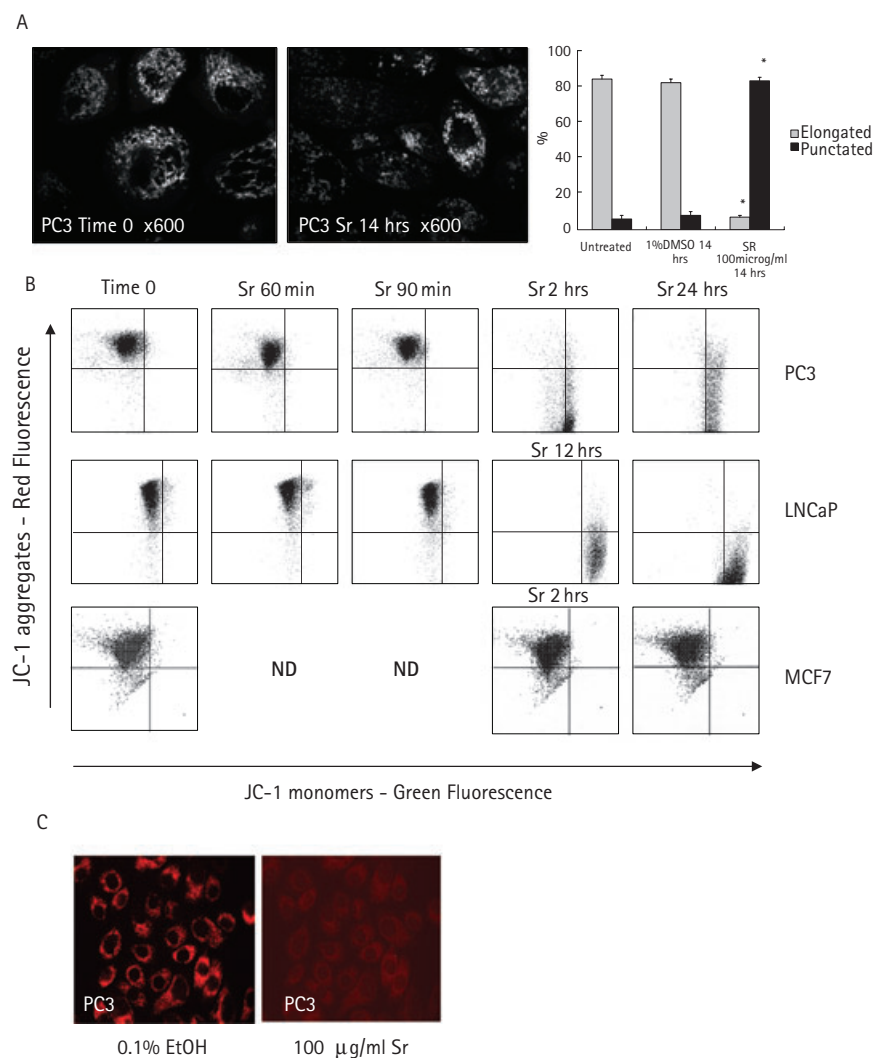 A
PC3 Time 0 x600
PC3 Sr 14 hrs x600
100
80
60
40
20
0
%
*
*
Elongated
Punctated
Untreated
1%DMSO 14
hrs
SR
100microg/ml
14 hrs
B
Time 0
Sr 60 min
Sr 90 min
Sr 2 hrs
Sr 24 hrs
PC3
Sr 12 hrs
LNCaP
Sr 2 hrs
ND
ND
MCF7
JC-1 aggregates - Red Fluorescence
JC-1 monomers - Green Fluorescence
C
PC3
PC3
0.1% EtOH
100 μg/ml Sr